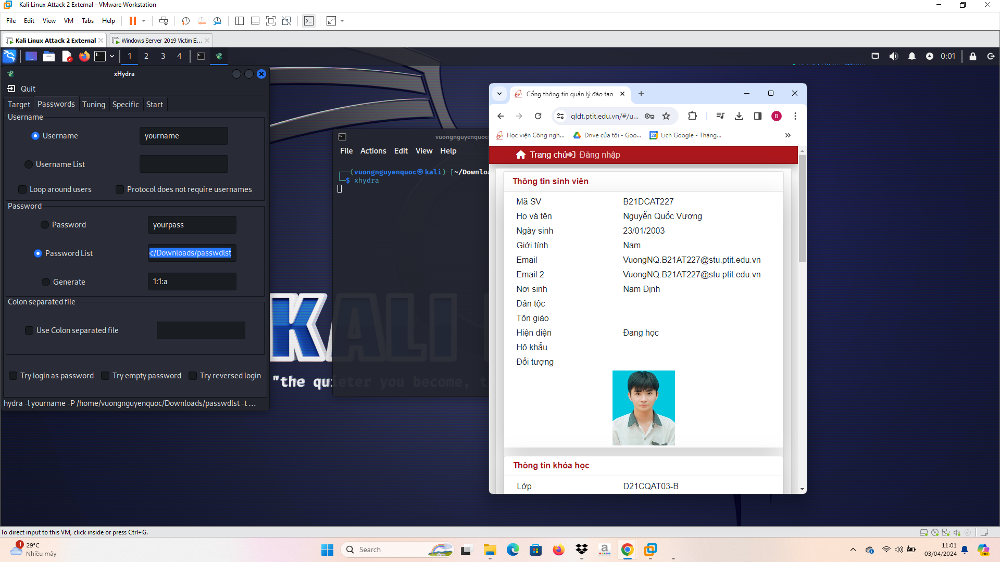 Kali Linux Attack 2 External - VMware Workstation
File Edit View VM Tabs Help
Kali Linux Attack 2 External
Windows Server 2019 Victim E...
1 2 3 4
0:01
xHydra
Quit
Target Passwords Tuning Specific Start
Username
Username yourname
Username List
Loop around users Protocol does not require usernames
Password
Password yourpass
Password List c/Downloads/passwdlst
Generate 1:1:a
Colon separated file
Use Colon separated file
Try login as password Try empty password Try reversed login
hydra -l yourname -P /home/vuongnguyenquoc/Downloads/passwdlst -t ...
vuongnguyenquoc
File Actions Edit View Help
(vuongnguyenquoc㉿kali)-[~/Downlo
$ xhydra
KALI
"the quieter you become, t
Cổng thông tin quản lý đào tạo
qldt.ptit.edu.vn/#/u...
B
Học viện Công ngh...
Drive của tôi - Goo...
28
Lịch Google - Tháng...
»
Trang chủ Đăng nhập
Thông tin sinh viên
Mã SV B21DCAT227
Họ và tên Nguyễn Quốc Vượng
Ngày sinh 23/01/2003
Giới tính Nam
Email VuongNQ.B21AT227@stu.ptit.edu.vn
Email 2 VuongNQ.B21AT227@stu.ptit.edu.vn
Nơi sinh Nam Định
Dân tộc
Tôn giáo
Hiện diện Đang học
Hộ khẩu
Đối tượng
Thông tin khóa học
Lớp D21CQAT03-B
To direct input to this VM, click inside or press Ctrl+G.
1
29°C
Nhiều mây
Search
a
11:01
03/04/2024
PRE